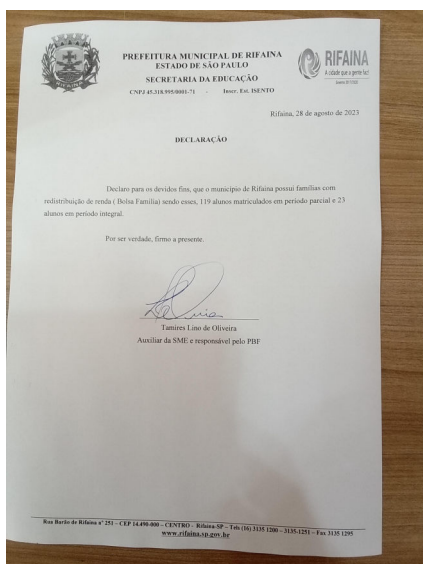 PREFEITURA MUNICIPAL DE RIFAINA
ESTADO DE SÃO PAULO
SECRETARIA DA EDUCAÇÃO
CNPJ 45.318.995/0001-71 - Inscr. Est. ISENTO
RIFAINA
A cidade que a gente faz!
Rifaina, 28 de agosto de 2023
DECLARAÇÃO
Declaro para os devidos fins, que o município de Rifaina possui famílias com
redistribuição de renda ( Bolsa Família) sendo esses, 119 alunos matriculados em período parcial e 23
alunos em período integral.
Por ser verdade, firmo a presente.
Tamires Lino de Oliveira
Auxiliar da SME e responsável pelo PBF
Rua Barão de Rifaina nº 251 – CEP 14.490-000 – CENTRO - Rifaina-SP – Tels (16) 3135 1200 – 3135-1251 – Fax 3135 1295
www.rifaina.sp.gov.br